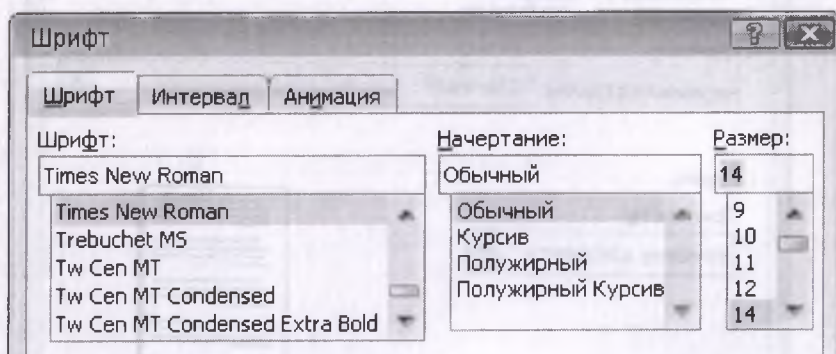 Шрифт
Шрифт Интервал Анимация
Шрифт: Начертание: Размер:
Times New Roman Обычный 14
Times New Roman Обычный 9
Trebuchet MS Курсив 10
Tw Cen MT Полужирный 11
Tw Cen MT Condensed Полужирный Курсив 12
Tw Cen MT Condensed Extra Bold 14